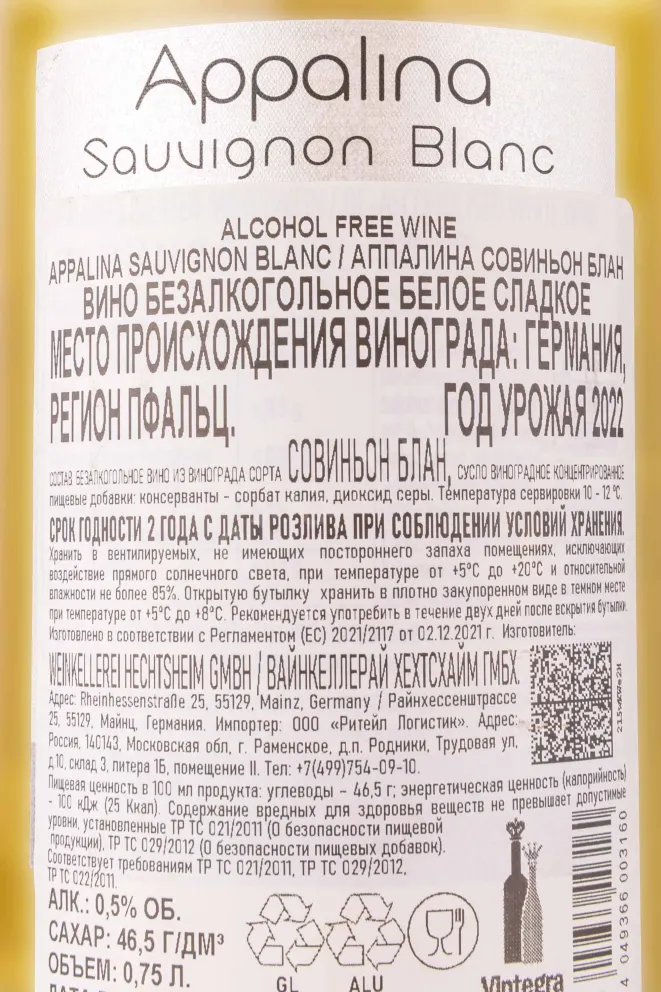 Appalina
Sauvignon Blanc
ALCOHOL FREE WINE
APPALINA SAUVIGNON BLANC / АППАЛИНА СОВИНЬОН БЛАН
ВИНО БЕЗАЛКОГОЛЬНОЕ БЕЛОЕ СЛАДКОЕ
МЕСТО ПРОИСХОЖДЕНИЯ ВИНОГРАДА: ГЕРМАНИЯ,
РЕГИОН ПФАЛЬЦ. ГОД УРОЖАЯ 2022
СОСТАВ: БЕЗАЛКОГОЛЬНОЕ ВИНО ИЗ ВИНОГРАДА СОРТА СОВИНЬОН БЛАН, СУСЛО ВИНОГРАДНОЕ КОНЦЕНТРИРОВАННОЕ
пищевые добавки: консерванты – сорбат калия, диоксид серы. Температура сервировки 10 - 12 °С.
СРОК ГОДНОСТИ 2 ГОДА С ДАТЫ РОЗЛИВА ПРИ СОБЛЮДЕНИИ УСЛОВИЙ ХРАНЕНИЯ.
Хранить в вентилируемых, не имеющих постороннего запаха помещениях, исключающих
воздействие прямого солнечного света, при температуре от +5°С до +20°С и относительной
влажности не более 85%. Открытую бутылку хранить в плотно закупоренном виде в темном месте
при температуре от +5°С до +8°С. Рекомендуется употребить в течение двух дней после вскрытия бутылки.
Изготовлено в соответствии с Регламентом (ЕС) 2021/2117 от 02.12.2021 г. Изготовитель:
WEINKELLEREI HECHTSHEIM GMBH / ВАЙНКЕЛЛЕРАЙ ХЕХТСХАЙМ ГМБХ.
Адрес: Rheinhessenstraße 25, 55129, Mainz, Germany / Райнхессенштрассе
25, 55129, Майнц, Германия. Импортер: ООО «Ритейл Логистик». Адрес:
Россия, 140143, Московская обл, г. Раменское, д.п. Родники, Трудовая ул,
д.10, склад 3, литера 1Б, помещение II. Тел: +7(499)754-09-10.
215wKWe2H
Пищевая ценность в 100 мл продукта: углеводы – 46,5 г; энергетическая ценность (калорийность)
- 100 кДж (25 Ккал). Содержание вредных для здоровья веществ не превышает допустимые
уровни, установленные ТР ТС 021/2011 (О безопасности пищевой
продукции), ТР ТС 029/2012 (О безопасности пищевых добавок).
Соответствует требованиям ТР ТС 021/2011, ТР ТС 029/2012,
ТР ТС 022/2011.
АЛК.: 0,5% ОБ.
САХАР: 46,5 Г/ДМ³
ОБЪЕМ: 0,75 Л.
GL
ALU
Vintegra
4 049366 003160